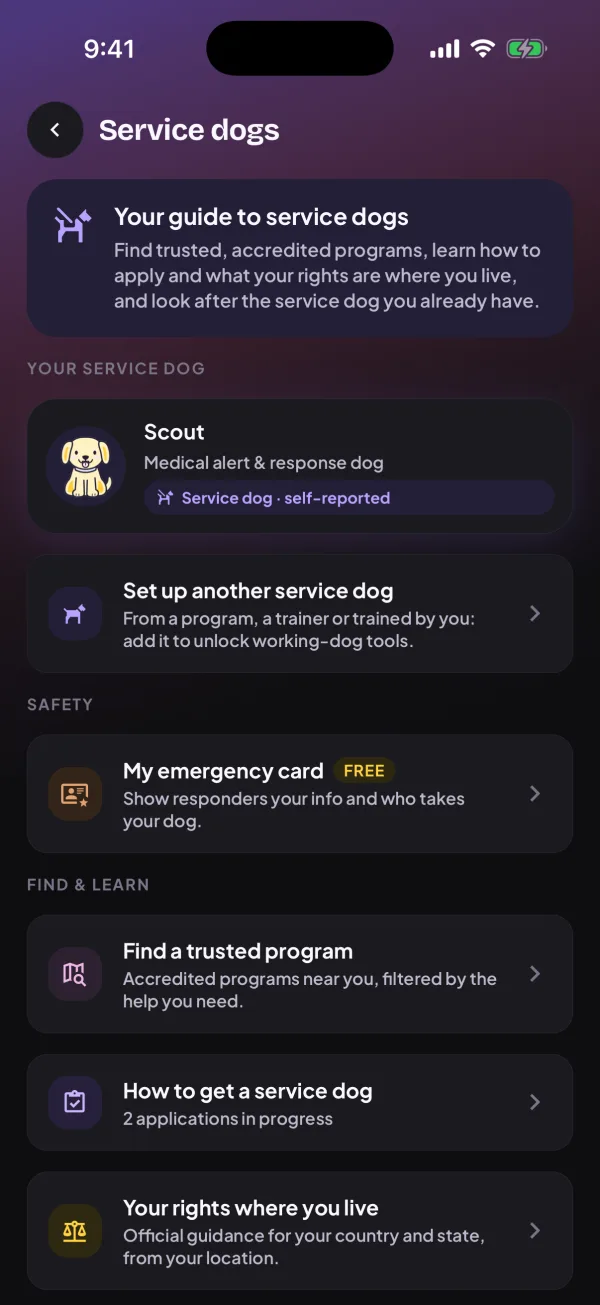 9:41
Service dogs
Your guide to service dogs
Find trusted, accredited programs, learn how to
apply and what your rights are where you live,
and look after the service dog you already have.
YOUR SERVICE DOG
Scout
Medical alert & response dog
Service dog · self-reported
Set up another service dog
From a program, a trainer or trained by you:
add it to unlock working-dog tools.
SAFETY
My emergency card FREE
Show responders your info and who takes
your dog.
FIND & LEARN
Find a trusted program
Accredited programs near you, filtered by the
help you need.
How to get a service dog
2 applications in progress
Your rights where you live
Official guidance for your country and state,
from your location.